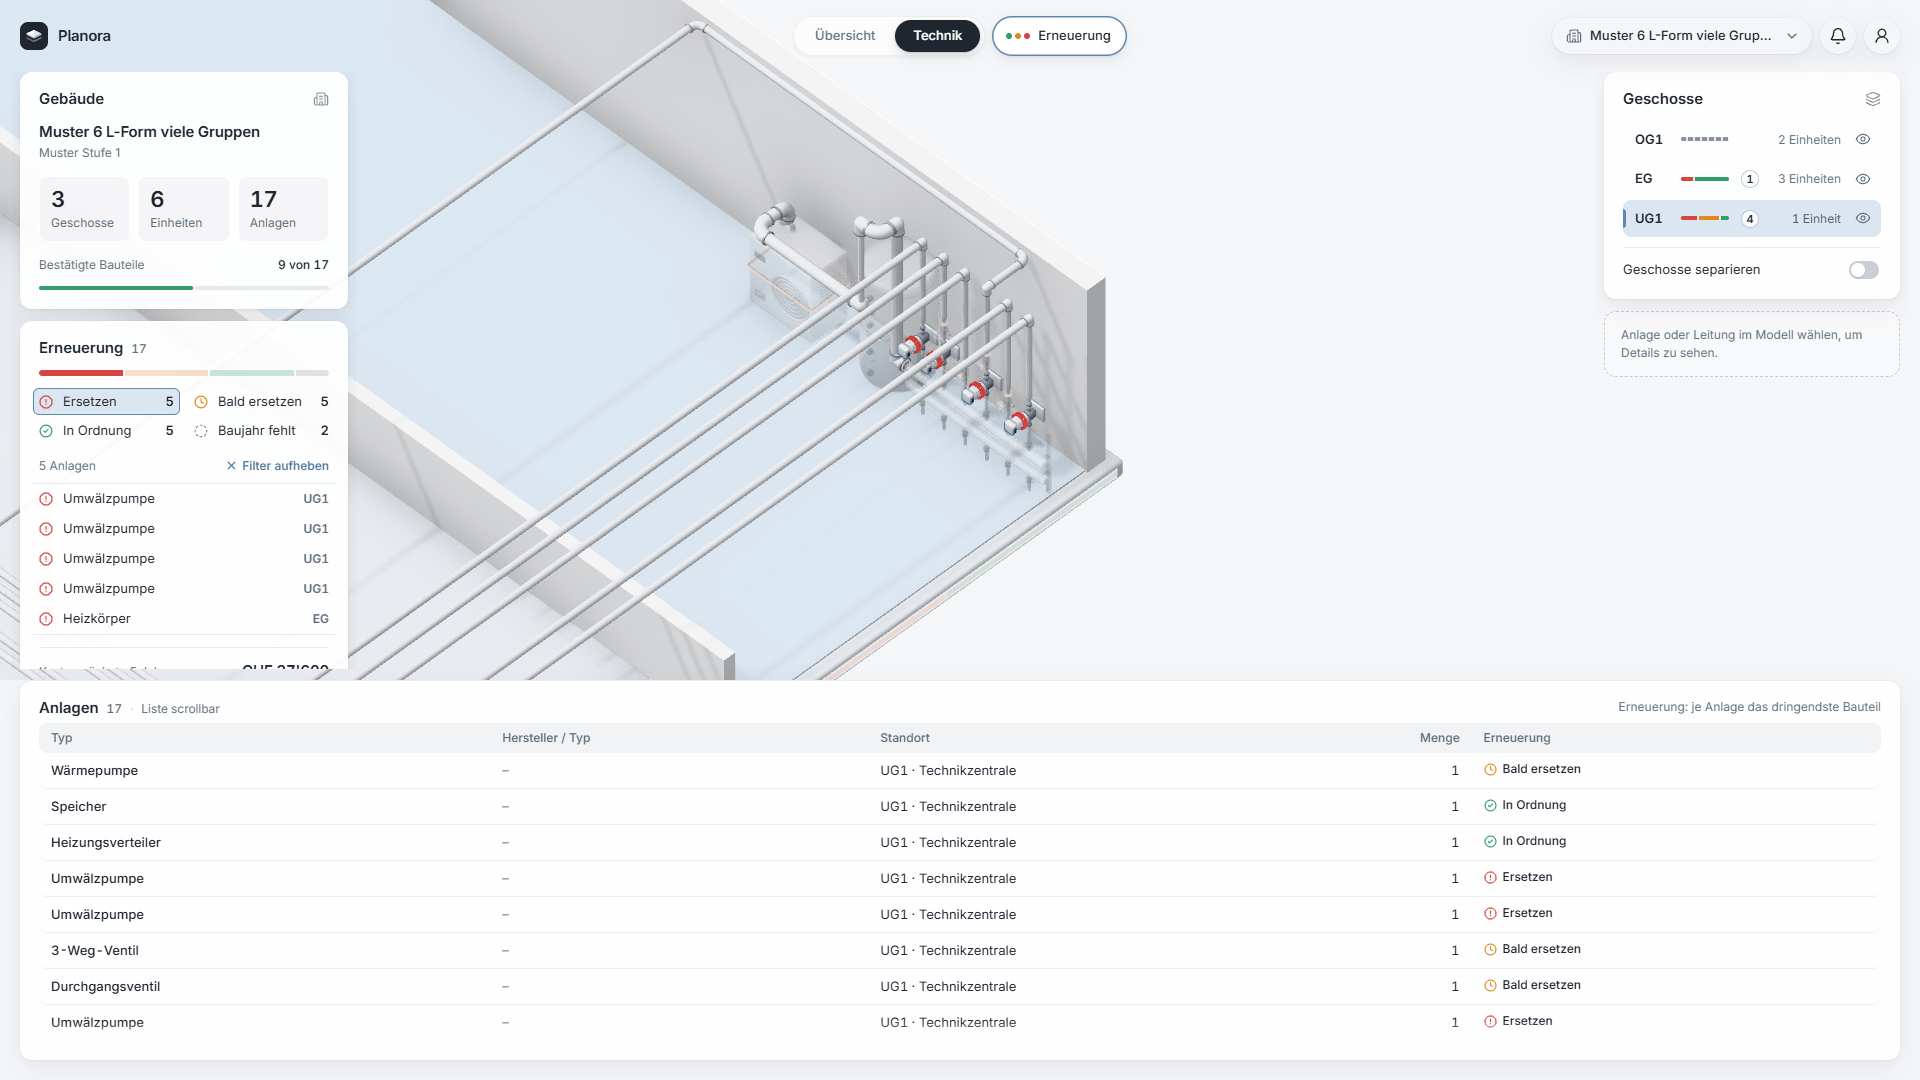 Planora
Übersicht
Technik
Erneuerung
Muster 6 L-Form viele Grup...
Gebäude
Muster 6 L-Form viele Gruppen
Muster Stufe 1
3
Geschosse
6
Einheiten
17
Anlagen
Bestätigte Bauteile
9 von 17
Erneuerung 17
Ersetzen 5
Bald ersetzen 5
In Ordnung 5
Baujahr fehlt 2
5 Anlagen
Filter aufheben
Umwälzpumpe UG1
Umwälzpumpe UG1
Umwälzpumpe UG1
Umwälzpumpe UG1
Heizkörper EG
Geschosse
OG1 2 Einheiten
EG 1 3 Einheiten
UG1 4 1 Einheit
Geschosse separieren
Anlage oder Leitung im Modell wählen, um
Details zu sehen.
Anlagen 17 · Liste scrollbar
Erneuerung: je Anlage das dringendste Bauteil
Typ Hersteller / Typ Standort Menge Erneuerung
Wärmepumpe – UG1 · Technikzentrale 1 Bald ersetzen
Speicher – UG1 · Technikzentrale 1 In Ordnung
Heizungsverteiler – UG1 · Technikzentrale 1 In Ordnung
Umwälzpumpe – UG1 · Technikzentrale 1 Ersetzen
Umwälzpumpe – UG1 · Technikzentrale 1 Ersetzen
3-Weg-Ventil – UG1 · Technikzentrale 1 Bald ersetzen
Durchgangsventil – UG1 · Technikzentrale 1 Bald ersetzen
Umwälzpumpe – UG1 · Technikzentrale 1 Ersetzen